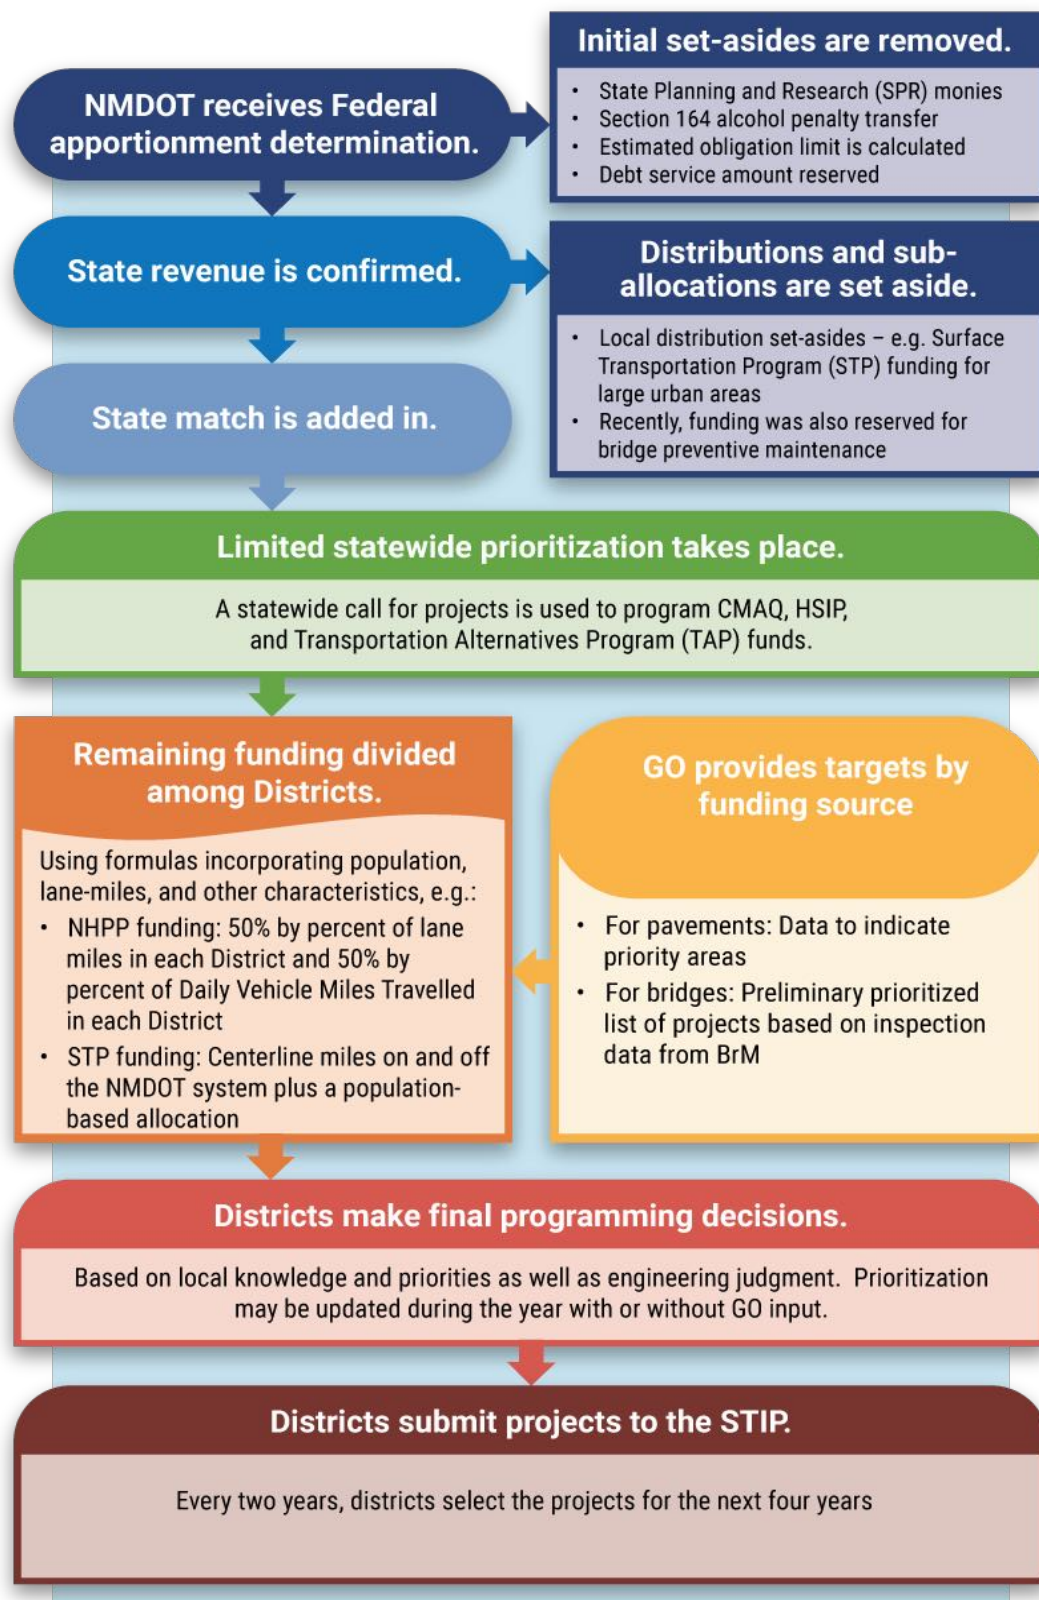 NMDOT receives Federal
apportionment determination.
Initial set-asides are removed.
• State Planning and Research (SPR) monies
• Section 164 alcohol penalty transfer
• Estimated obligation limit is calculated
• Debt service amount reserved
State revenue is confirmed.
Distributions and sub-
allocations are set aside.
• Local distribution set-asides – e.g. Surface
Transportation Program (STP) funding for
large urban areas
• Recently, funding was also reserved for
bridge preventive maintenance
State match is added in.
Limited statewide prioritization takes place.
A statewide call for projects is used to program CMAQ, HSIP,
and Transportation Alternatives Program (TAP) funds.
Remaining funding divided
among Districts.
Using formulas incorporating population,
lane-miles, and other characteristics, e.g.:
• NHPP funding: 50% by percent of lane
miles in each District and 50% by
percent of Daily Vehicle Miles Travelled
in each District
• STP funding: Centerline miles on and off
the NMDOT system plus a population-
based allocation
GO provides targets by
funding source
• For pavements: Data to indicate
priority areas
• For bridges: Preliminary prioritized
list of projects based on inspection
data from BrM
Districts make final programming decisions.
Based on local knowledge and priorities as well as engineering judgment.  Prioritization
may be updated during the year with or without GO input.
Districts submit projects to the STIP.
Every two years, districts select the projects for the next four years